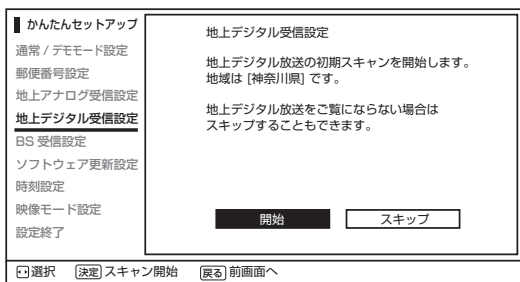 かんたんセットアップ
通常 / デモモード設定
郵便番号設定
地上アナログ受信設定
地上デジタル受信設定
BS 受信設定
ソフトウェア更新設定
時刻設定
映像モード設定
設定終了
地上デジタル受信設定
地上デジタル放送の初期スキャンを開始します。
地域は [神奈川県] です。
地上デジタル放送をご覧にならない場合は
スキップすることもできます。
開始 スキップ
選択 決定 スキャン開始 戻る 前画面へ